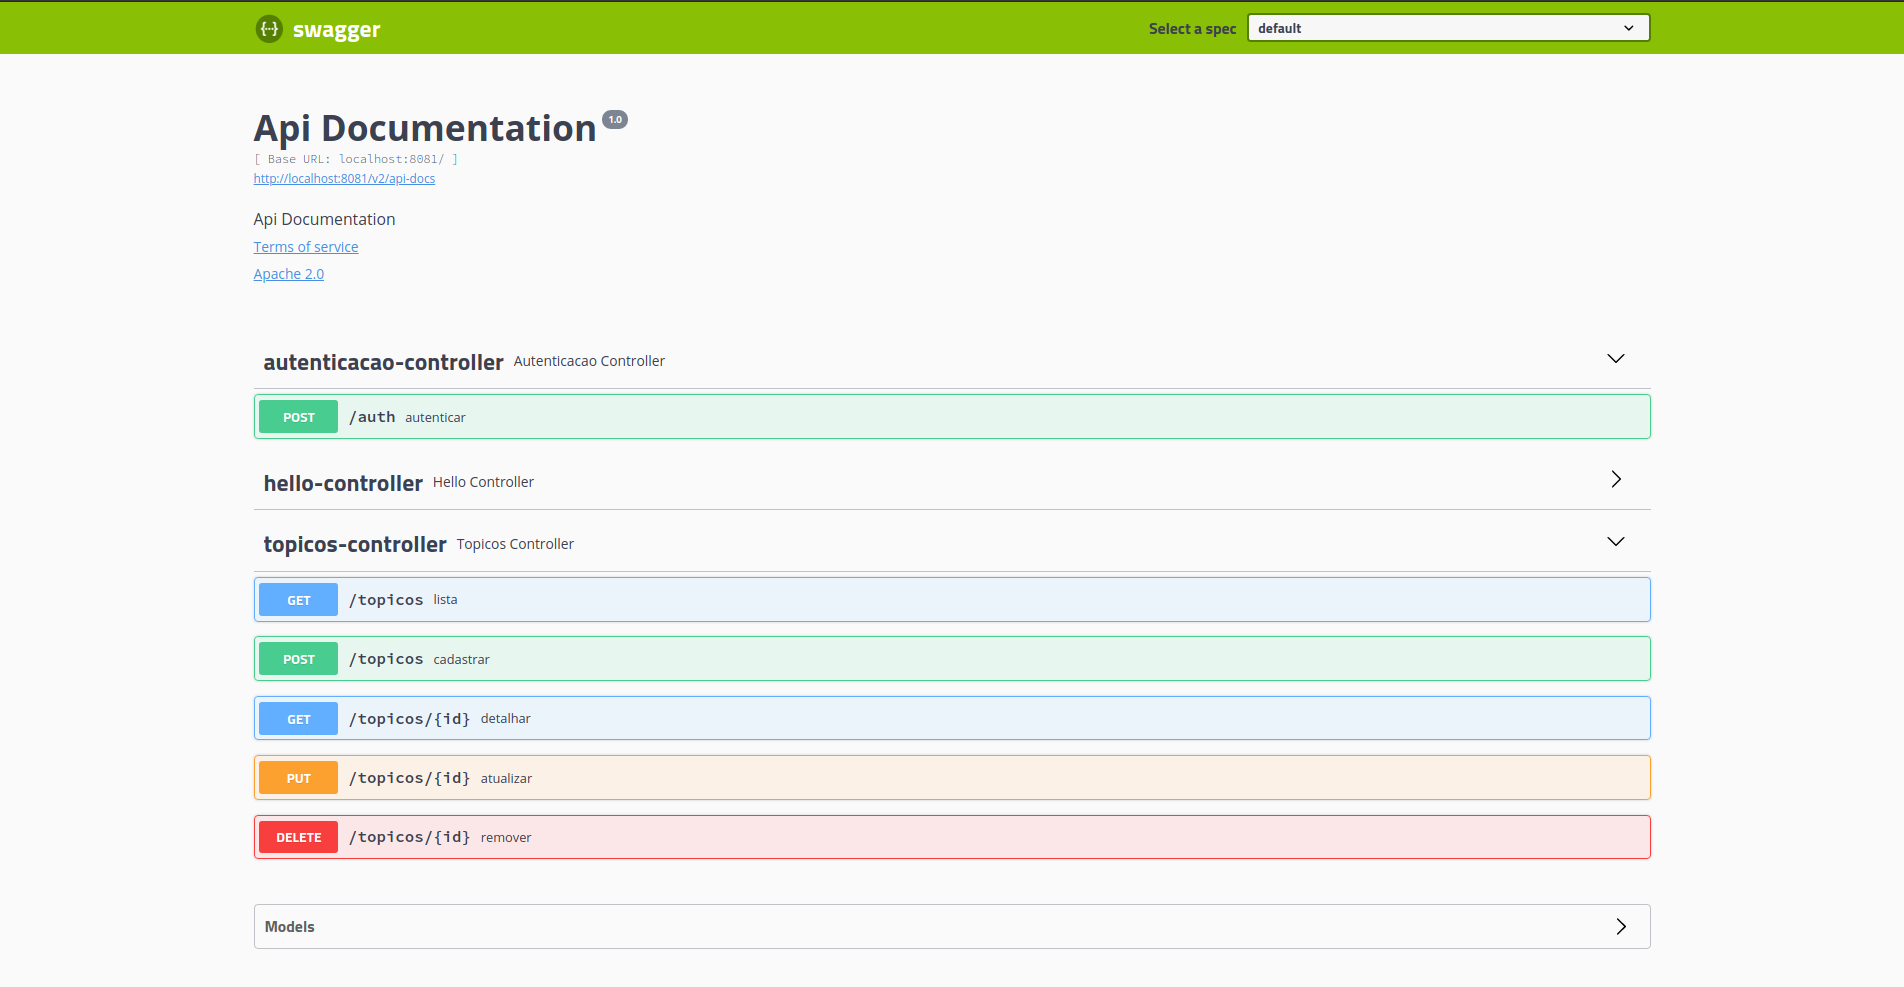 {··} swagger Select a spec default
Api Documentation 1.0
[ Base URL: localhost:8081/ ]
http://localhost:8081/v2/api-docs
Api Documentation
Terms of service
Apache 2.0
autenticacao-controller Autenticacao Controller
POST /auth autenticar
hello-controller Hello Controller
topicos-controller Topicos Controller
GET /topicos lista
POST /topicos cadastrar
GET /topicos/{id} detalhar
PUT /topicos/{id} atualizar
DELETE /topicos/{id} remover
Models